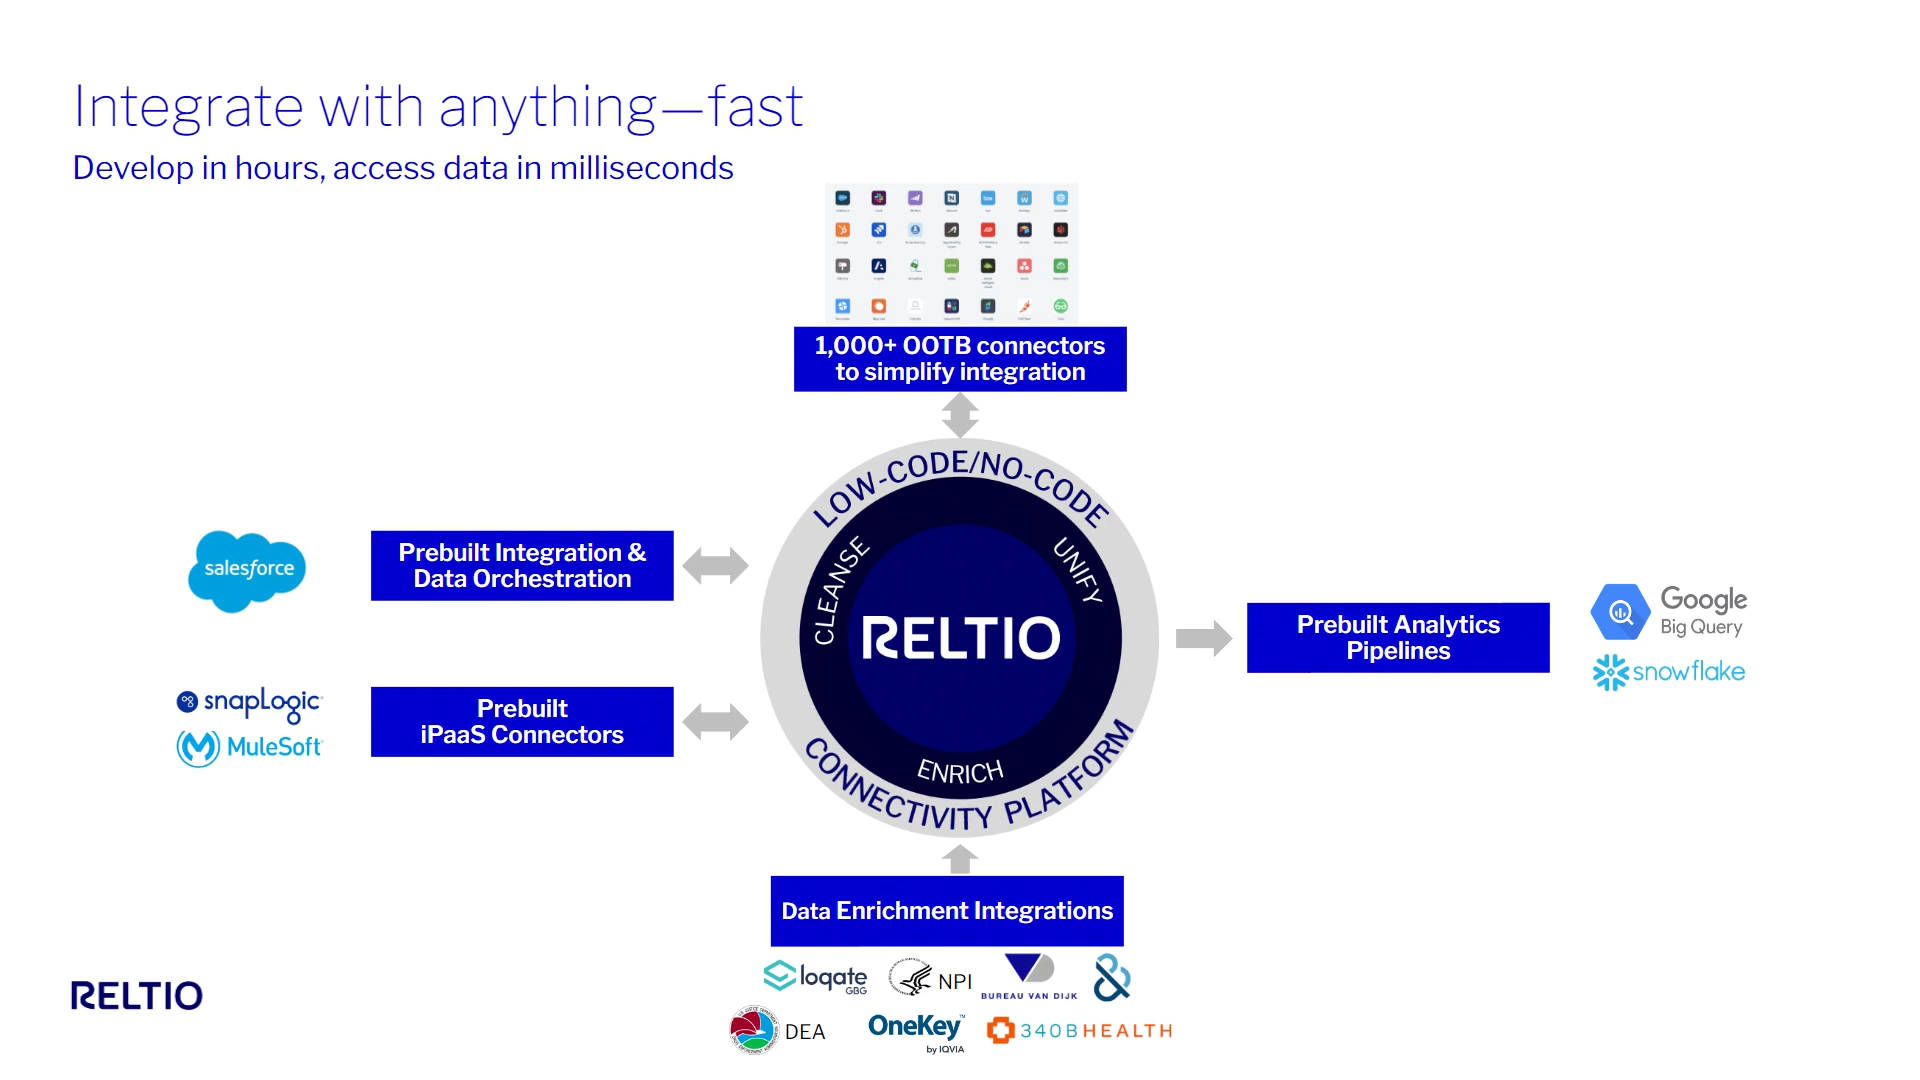 Integrate with anything—fast
Develop in hours, access data in milliseconds
1,000+ OOTB connectors
to simplify integration
LOW-CODE/NO-CODE
CLEANSE
UNIFY
RELTIO
ENRICH
CONNECTIVITY PLATFORM
salesforce
Prebuilt Integration &
Data Orchestration
snapLogic
MuleSoft
Prebuilt
iPaaS Connectors
Prebuilt Analytics
Pipelines
Google
Big Query
snowflake
Data Enrichment Integrations
loqate
GBG
NPI
BUREAU VAN DIJK
DEA
OneKey™
by IQVIA
340BHEALTH
RELTIO